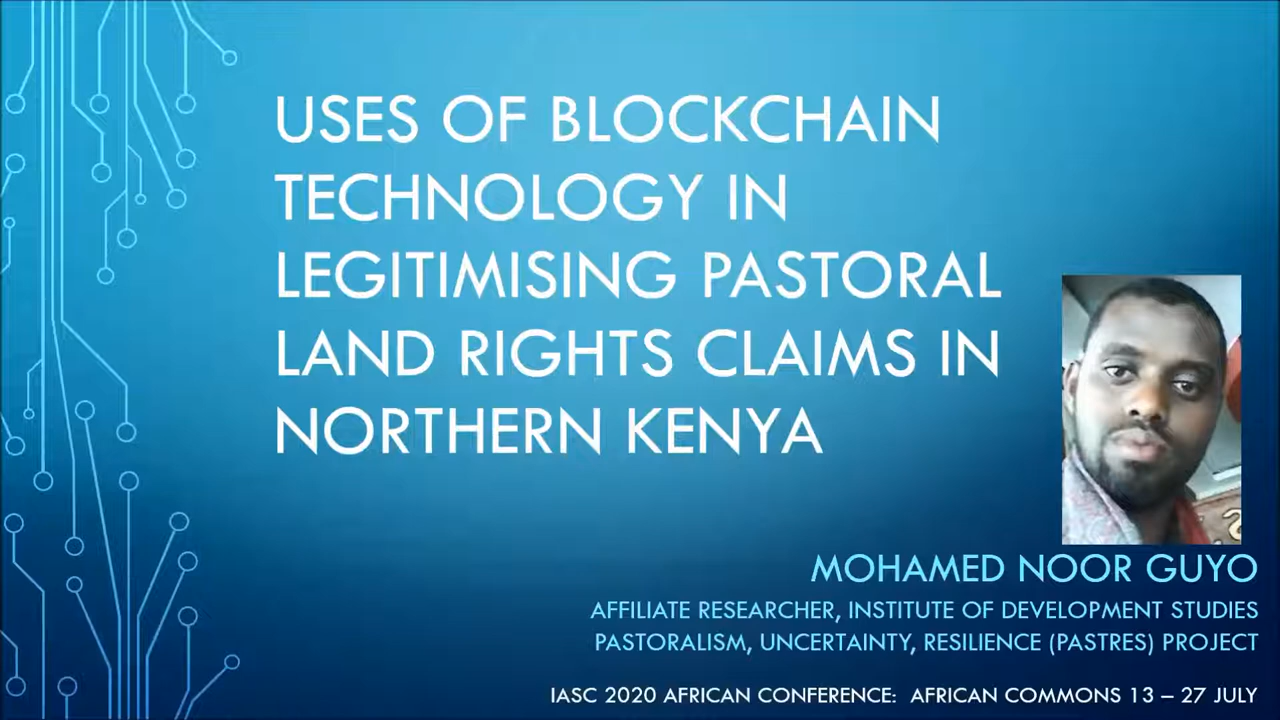 USES OF BLOCKCHAIN
TECHNOLOGY IN
LEGITIMISING PASTORAL
LAND RIGHTS CLAIMS IN
NORTHERN KENYA
MOHAMED NOOR GUYO
AFFILIATE RESEARCHER, INSTITUTE OF DEVELOPMENT STUDIES
PASTORALISM, UNCERTAINTY, RESILIENCE (PASTRES) PROJECT
IASC 2020 AFRICAN CONFERENCE: AFRICAN COMMONS 13 – 27 JULY